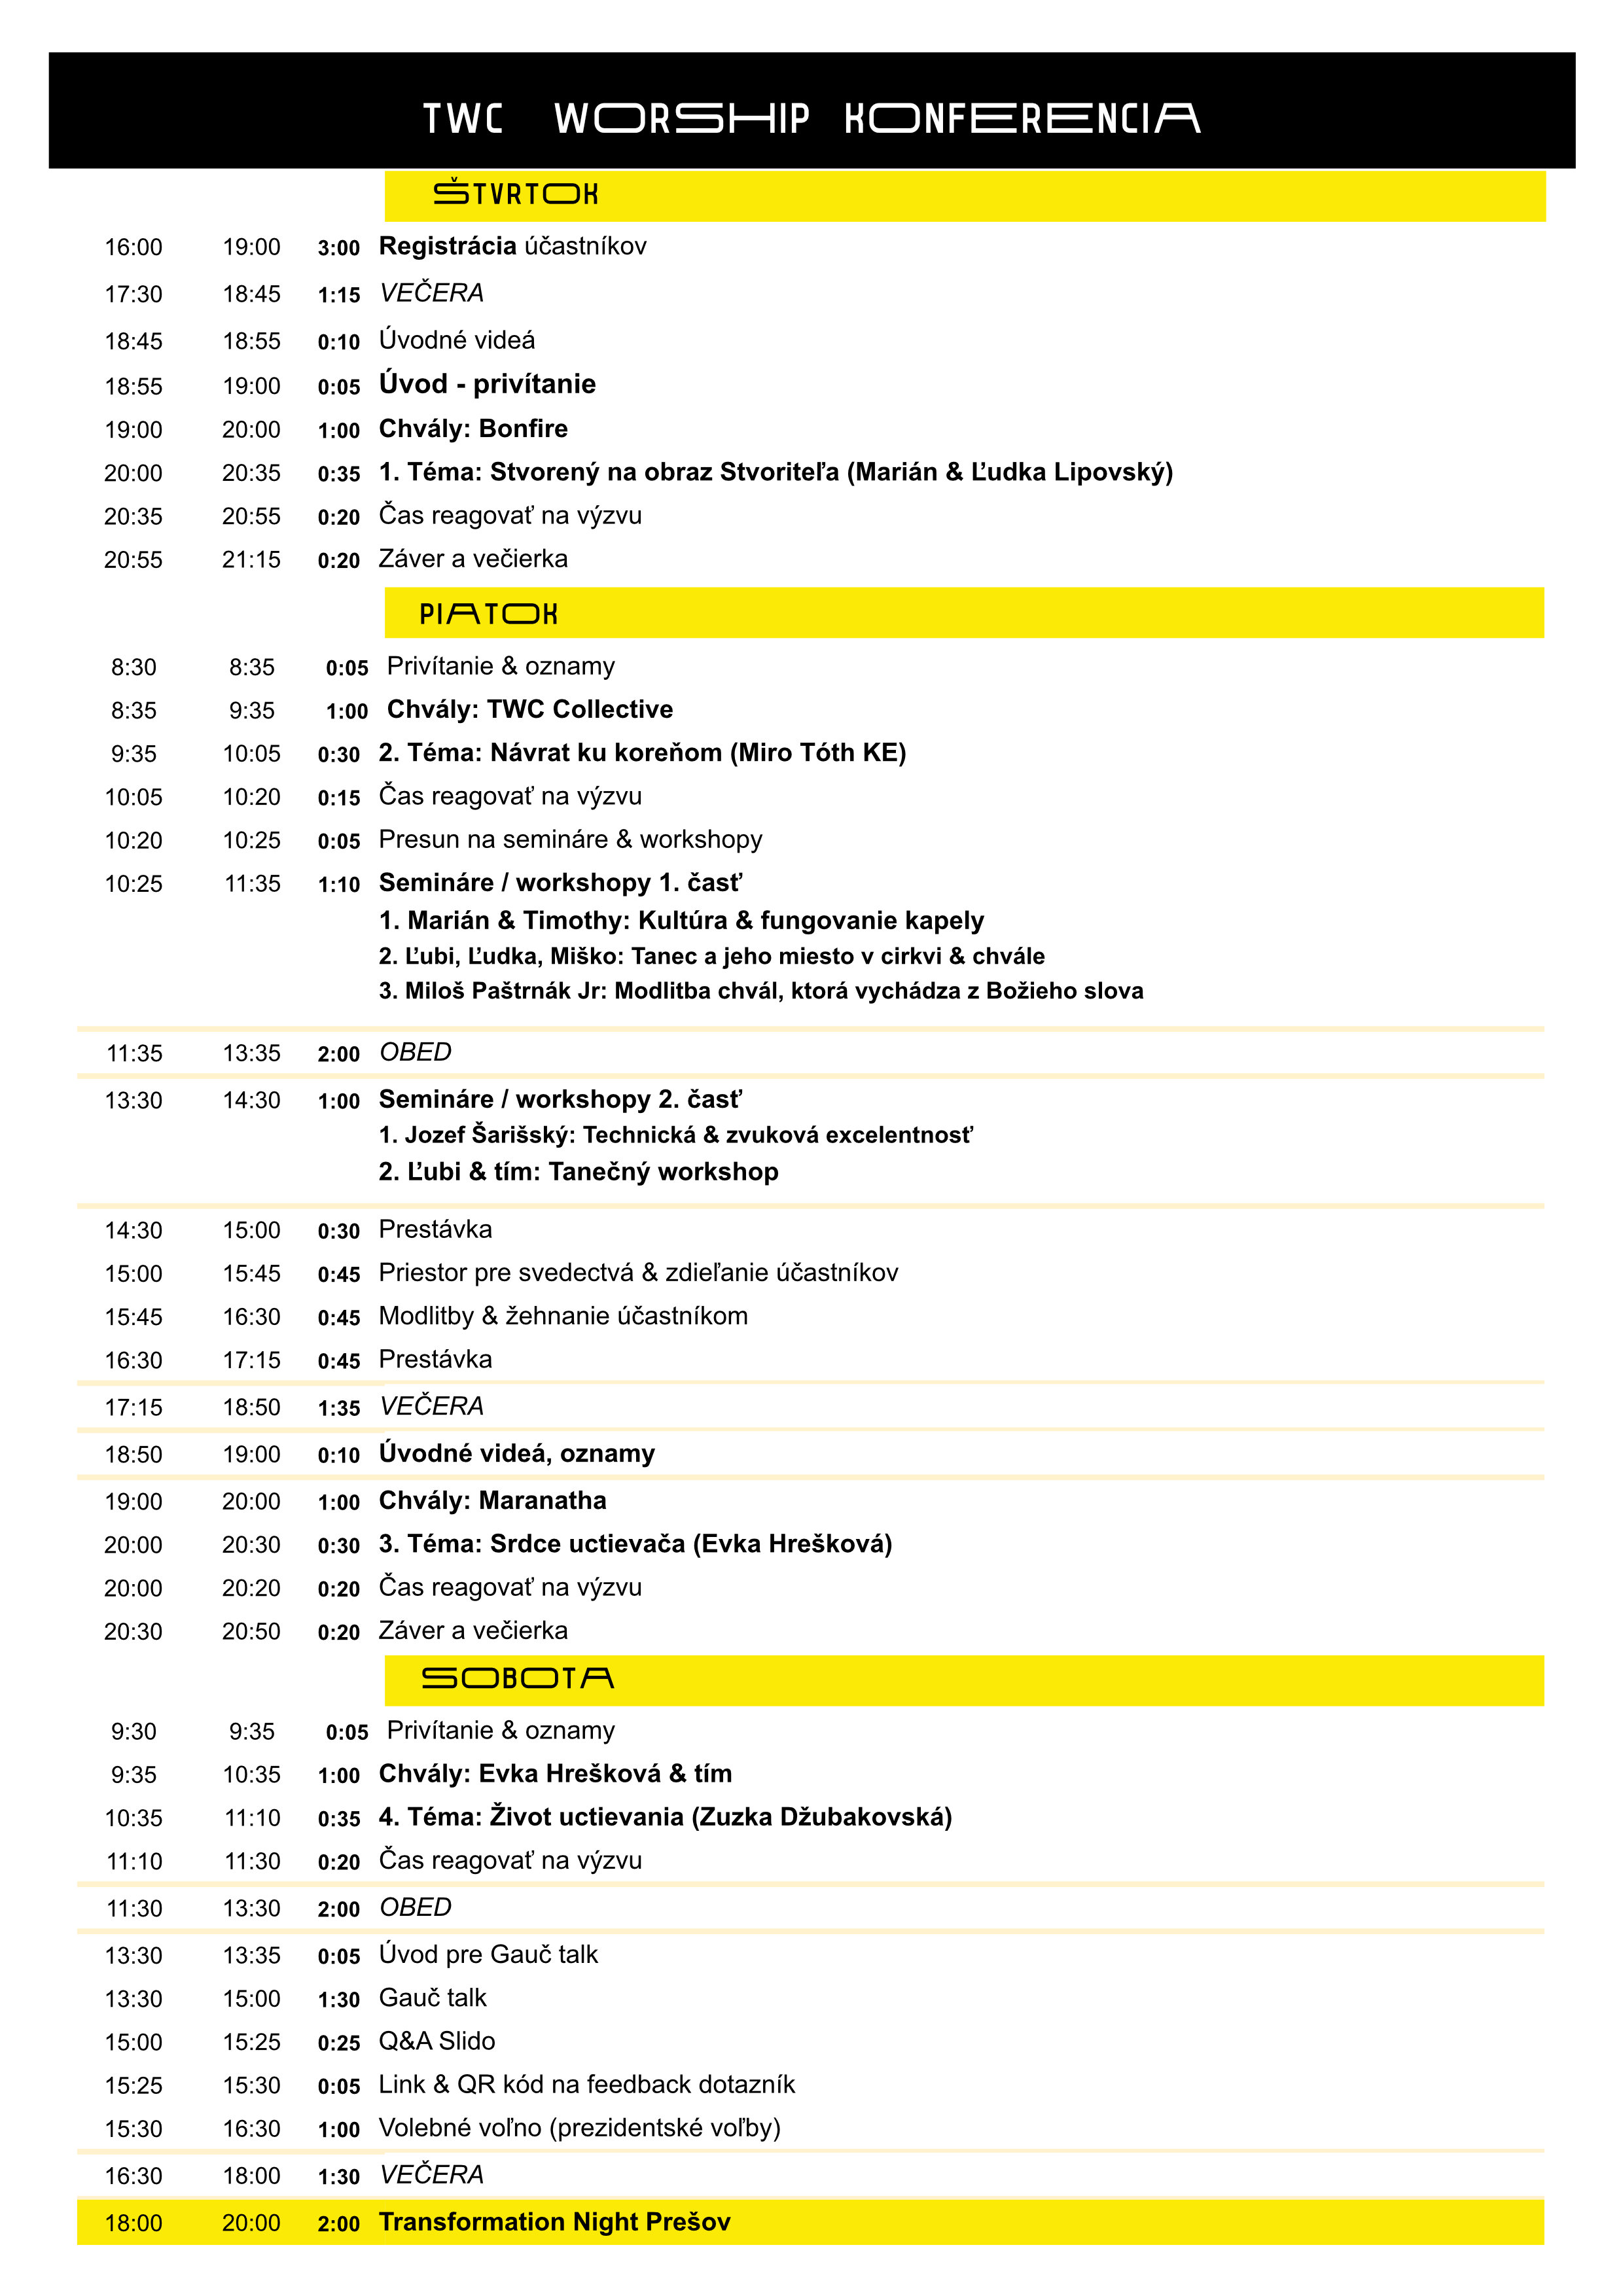 TWC WORSHIP KONFERENCIA
ŠTVRTOK
16:00 19:00 3:00 Registrácia účastníkov
17:30 18:45 1:15 VEČERA
18:45 18:55 0:10 Úvodné videá
18:55 19:00 0:05 Úvod - privítanie
19:00 20:00 1:00 Chvály: Bonfire
20:00 20:35 0:35 1. Téma: Stvorený na obraz Stvoriteľa (Marián & Ľudka Lipovský)
20:35 20:55 0:20 Čas reagovať na výzvu
20:55 21:15 0:20 Záver a večierka
PIATOK
8:30 8:35 0:05 Privítanie & oznamy
8:35 9:35 1:00 Chvály: TWC Collective
9:35 10:05 0:30 2. Téma: Návrat ku koreňom (Miro Tóth KE)
10:05 10:20 0:15 Čas reagovať na výzvu
10:20 10:25 0:05 Presun na semináre & workshopy
10:25 11:35 1:10 Semináre / workshopy 1. časť
1. Marián & Timothy: Kultúra & fungovanie kapely
2. Ľubi, Ľudka, Miško: Tanec a jeho miesto v cirkvi & chvále
3. Miloš Paštrnák Jr: Modlitba chvál, ktorá vychádza z Božieho slova
11:35 13:35 2:00 OBED
13:30 14:30 1:00 Semináre / workshopy 2. časť
1. Jozef Šarišský: Technická & zvuková excelentnosť
2. Ľubi & tím: Tanečný workshop
14:30 15:00 0:30 Prestávka
15:00 15:45 0:45 Priestor pre svedectvá & zdieľanie účastníkov
15:45 16:30 0:45 Modlitby & žehnanie účastníkom
16:30 17:15 0:45 Prestávka
17:15 18:50 1:35 VEČERA
18:50 19:00 0:10 Úvodné videá, oznamy
19:00 20:00 1:00 Chvály: Maranatha
20:00 20:30 0:30 3. Téma: Srdce uctievača (Evka Hrešková)
20:00 20:20 0:20 Čas reagovať na výzvu
20:30 20:50 0:20 Záver a večierka
SOBOTA
9:30 9:35 0:05 Privítanie & oznamy
9:35 10:35 1:00 Chvály: Evka Hrešková & tím
10:35 11:10 0:35 4. Téma: Život uctievania (Zuzka Džubakovská)
11:10 11:30 0:20 Čas reagovať na výzvu
11:30 13:30 2:00 OBED
13:30 13:35 0:05 Úvod pre Gauč talk
13:30 15:00 1:30 Gauč talk
15:00 15:25 0:25 Q&A Slido
15:25 15:30 0:05 Link & QR kód na feedback dotazník
15:30 16:30 1:00 Volebné voľno (prezidentské voľby)
16:30 18:00 1:30 VEČERA
18:00 20:00 2:00 Transformation Night Prešov